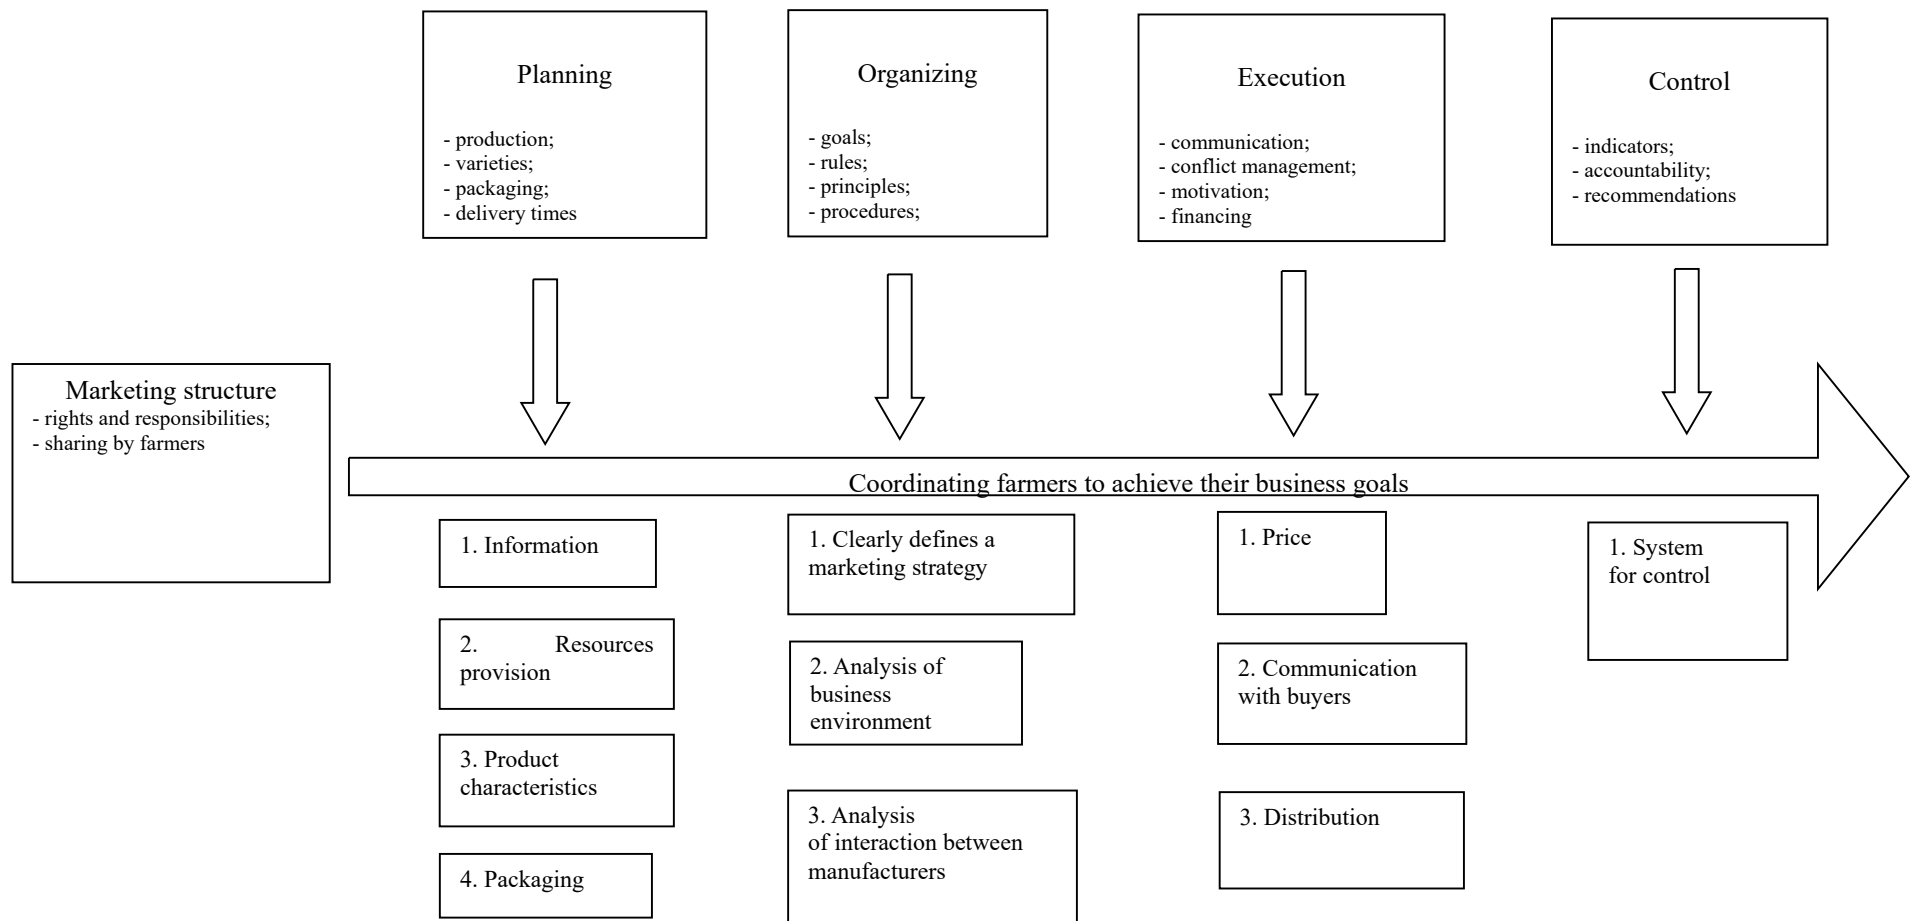 Planning
- production;
- varieties;
- packaging;
- delivery times
Organizing
- goals;
- rules;
- principles;
- procedures;
Execution
- communication;
- conflict management;
- motivation;
- financing
Control
- indicators;
- accountability;
- recommendations
Marketing structure
- rights and responsibilities;
- sharing by farmers
Coordinating farmers to achieve their business goals
1. Information
2. Resources
provision
3. Product
characteristics
4. Packaging
1. Clearly defines a
marketing strategy
2. Analysis of
business
environment
3. Analysis
of interaction between
manufacturers
1. Price
2. Communication
with buyers
3. Distribution
1. System
for control